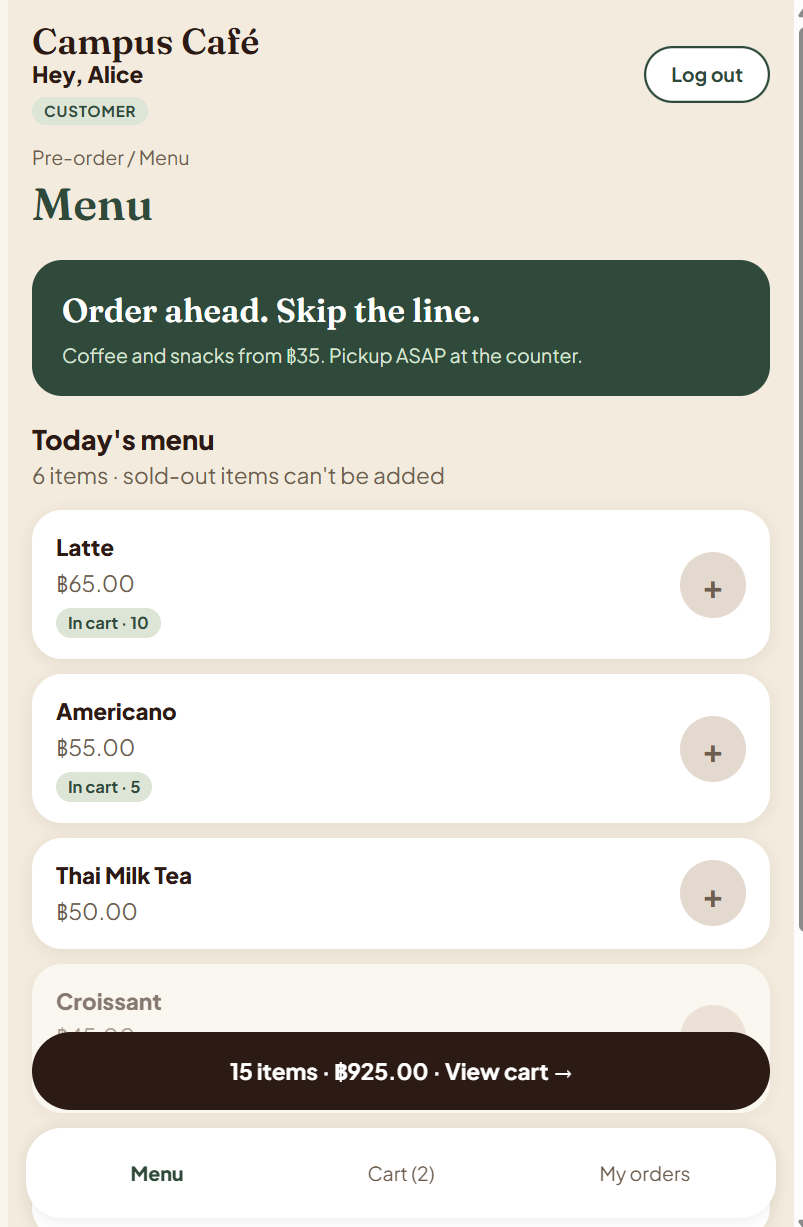 Campus Café
Hey, Alice
CUSTOMER
Log out
Pre-order / Menu
Menu
Order ahead. Skip the line.
Coffee and snacks from ฿35. Pickup ASAP at the counter.
Today's menu
6 items · sold-out items can't be added
Latte
฿65.00
In cart · 10
+
Americano
฿55.00
In cart · 5
+
Thai Milk Tea
฿50.00
+
Croissant
15 items · ฿925.00 · View cart →
Menu
Cart (2)
My orders